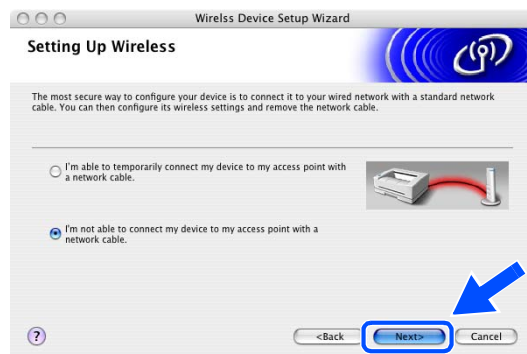 Wirelss Device Setup Wizard
Setting Up Wireless
The most secure way to configure your device is to connect it to your wired network with a standard network
cable. You can then configure its wireless settings and remove the network cable.
I'm able to temporarily connect my device to my access point with
a network cable.
I'm not able to connect my device to my access point with a
network cable.
?
<Back
Next>
Cancel